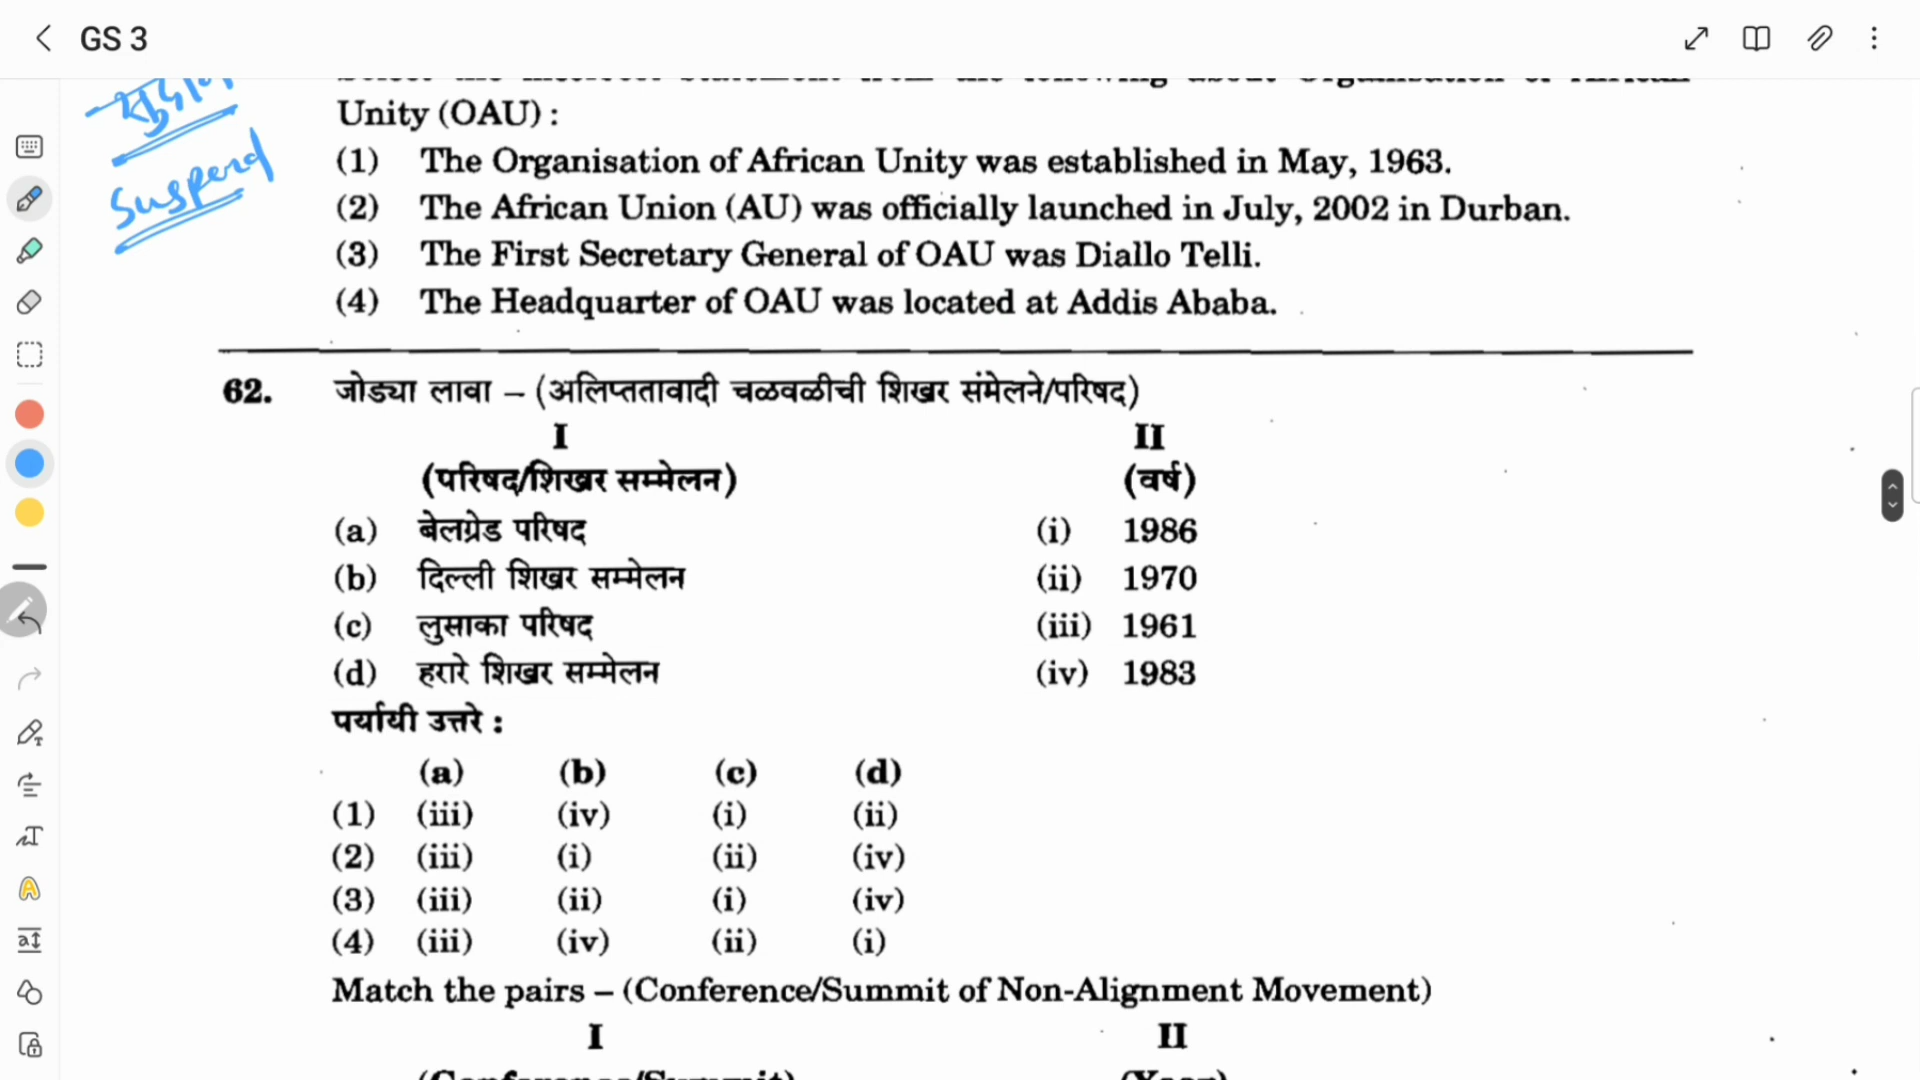 GS 3
Unity (OAU) :
(1) The Organisation of African Unity was established in May, 1963.
(2) The African Union (AU) was officially launched in July, 2002 in Durban.
Suspend
(3) The First Secretary General of OAU was Diallo Telli.
(4) The Headquarter of OAU was located at Addis Ababa.
62. जोड्या लावा – (अलिप्ततावादी चळवळीची शिखर संमेलने/परिषद)
I II
(परिषद/शिखर सम्मेलन) (वर्ष)
(a) बेलग्रेड परिषद (i) 1986
(b) दिल्ली शिखर सम्मेलन (ii) 1970
(c) लुसाका परिषद (iii) 1961
(d) हरारे शिखर सम्मेलन (iv) 1983
पर्यायी उत्तरे :
(a) (b) (c) (d)
(1) (iii) (iv) (i) (ii)
(2) (iii) (i) (ii) (iv)
(3) (iii) (ii) (i) (iv)
(4) (iii) (iv) (ii) (i)
Match the pairs – (Conference/Summit of Non-Alignment Movement)
I II
(Conference/Summit) (Year)